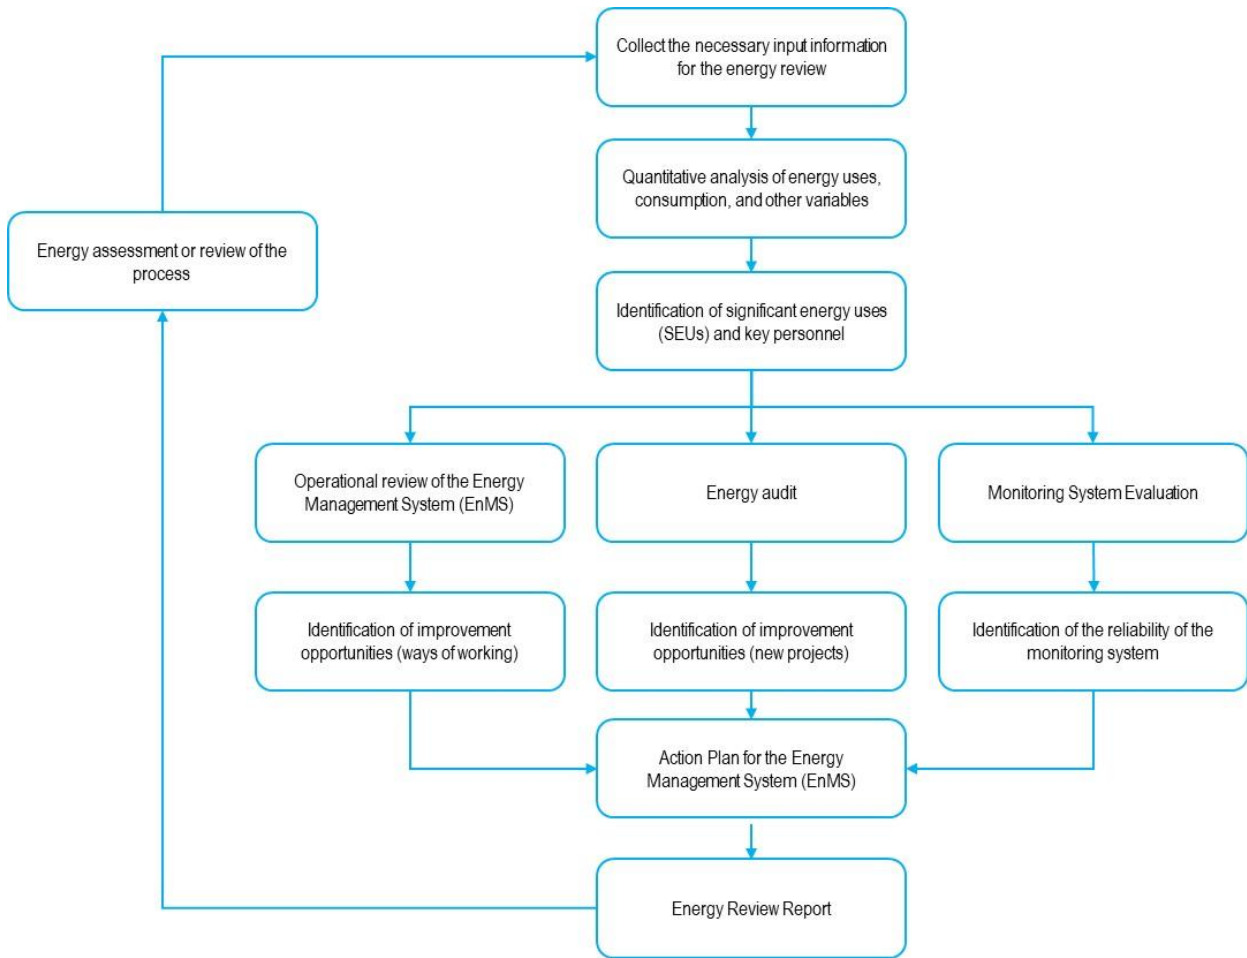 Collect the necessary input information
for the energy review
Quantitative analysis of energy uses,
consumption, and other variables
Energy assessment or review of the
process
Identification of significant energy uses
(SEUs) and key personnel
Operational review of the Energy
Management System (EnMS)
Energy audit
Monitoring System Evaluation
Identification of improvement
opportunities (ways of working)
Identification of improvement
opportunities (new projects)
Identification of the reliability of the
monitoring system
Action Plan for the Energy
Management System (EnMS)
Energy Review Report